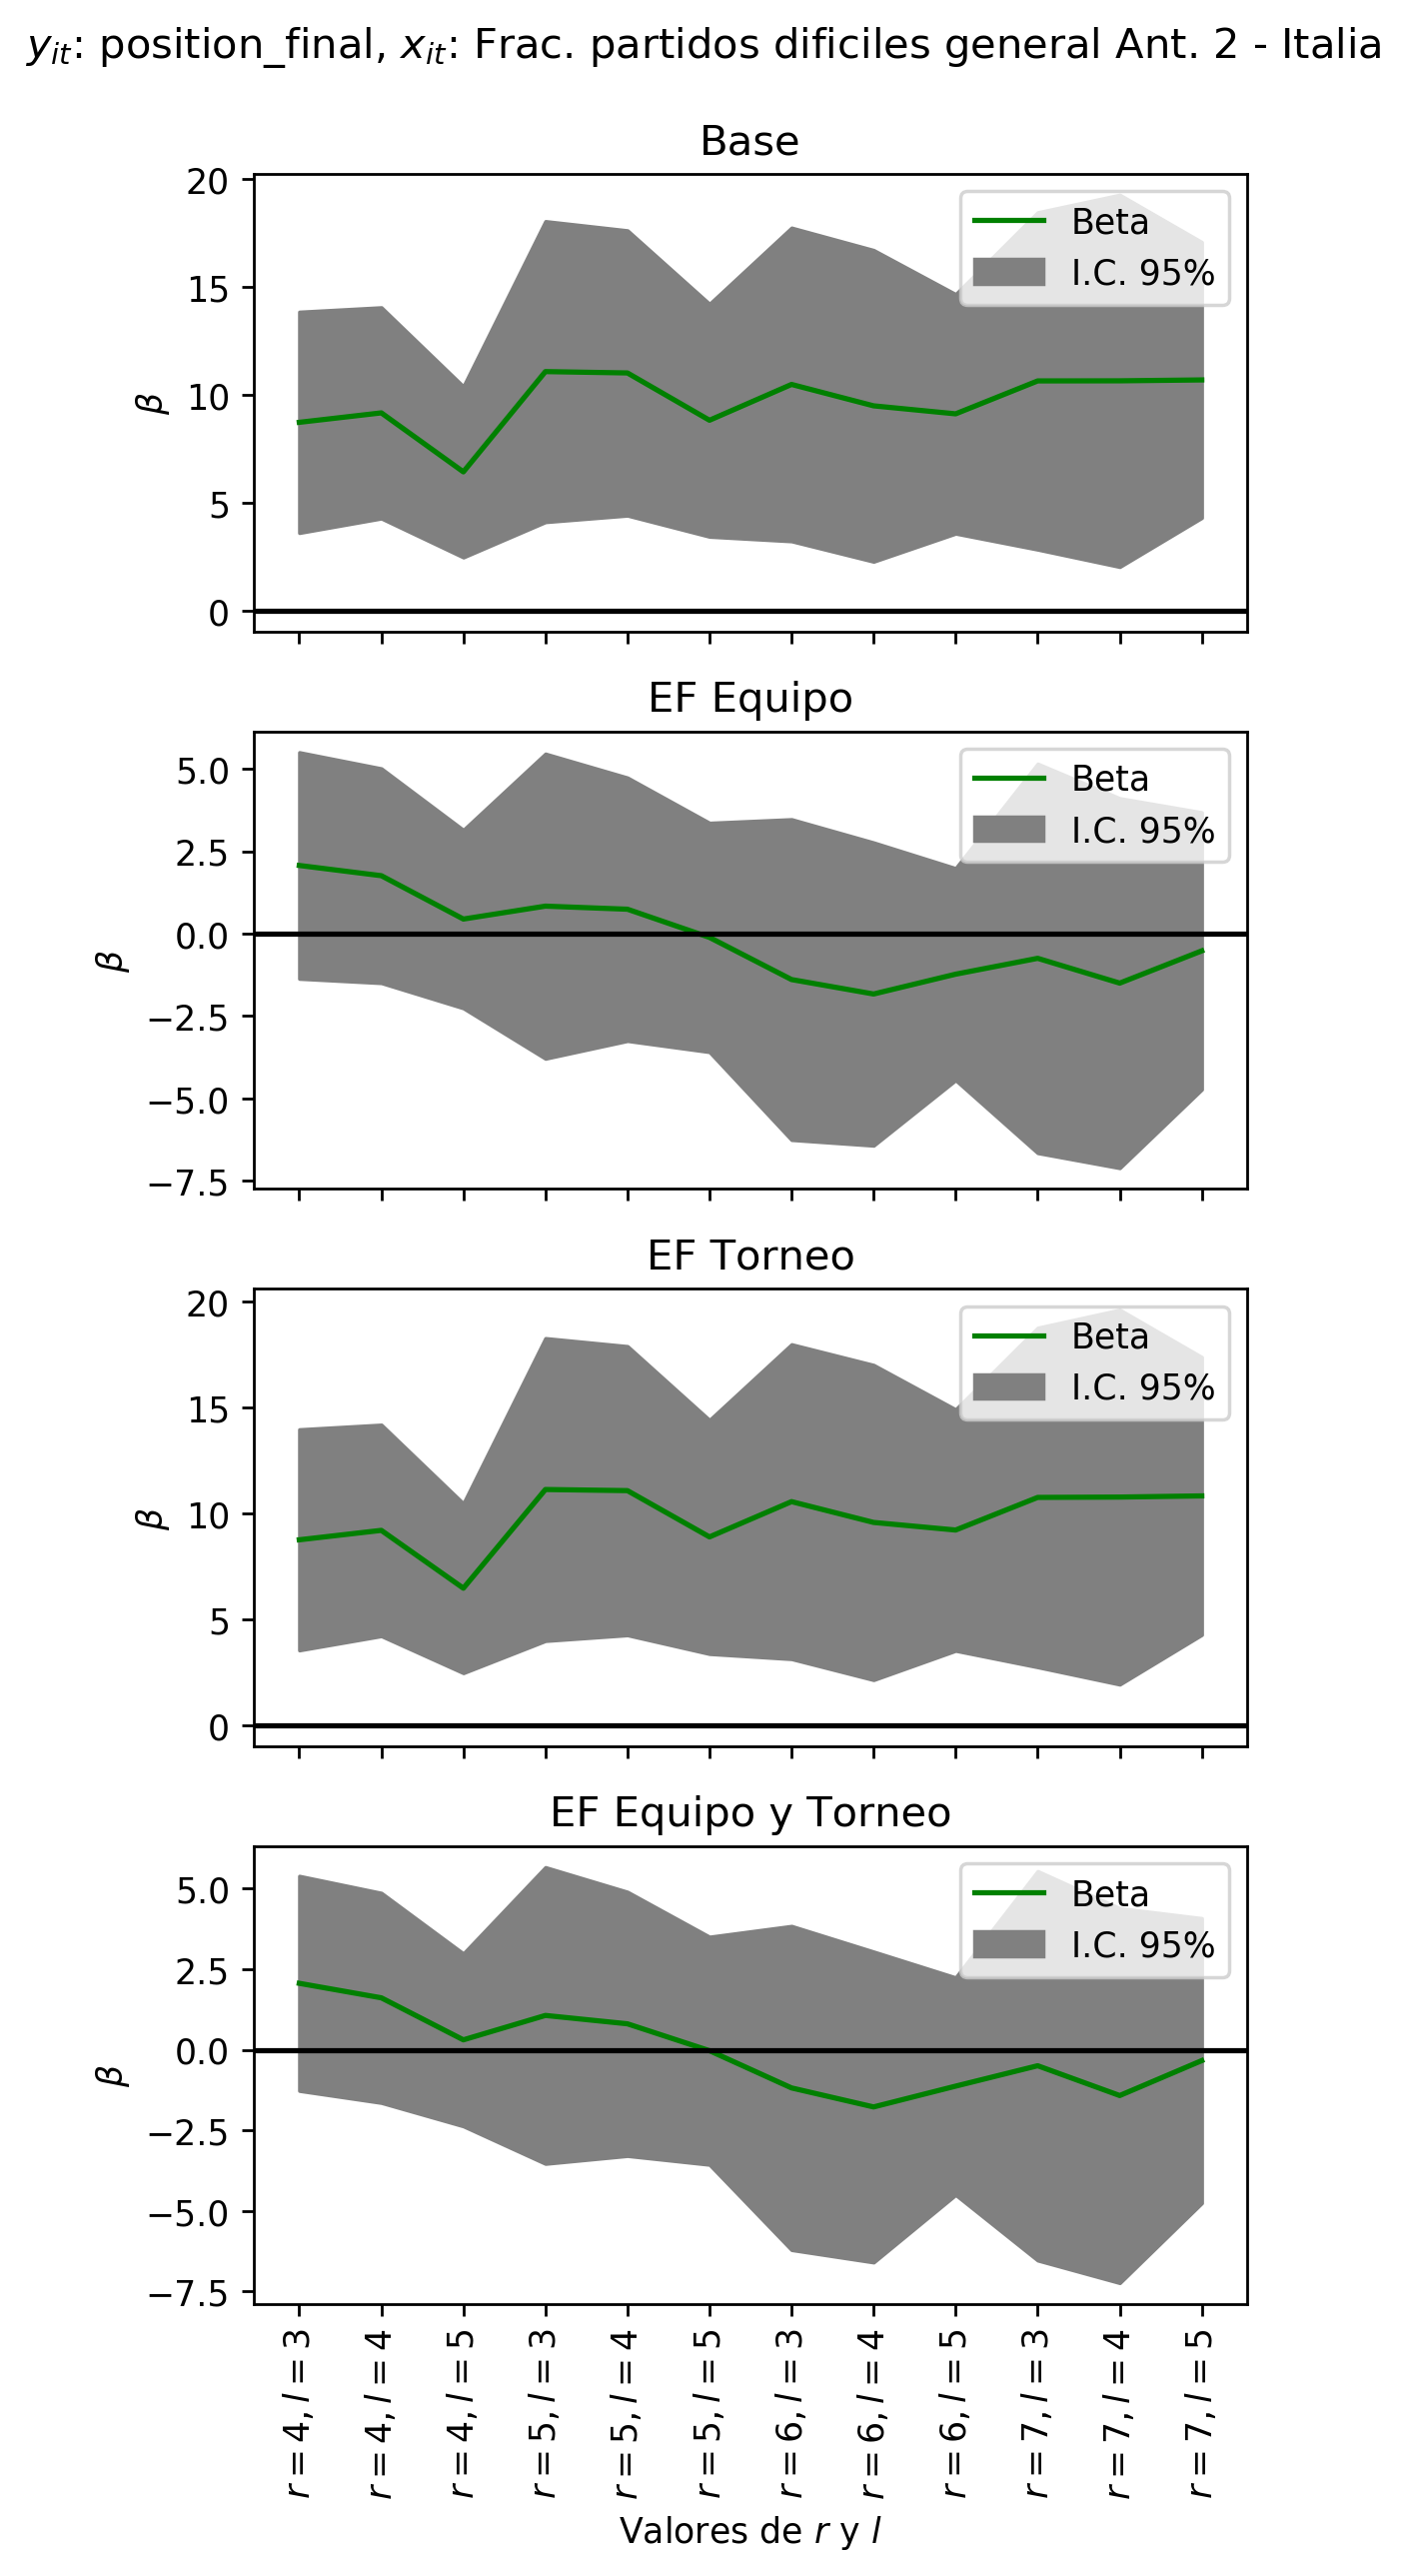 y_it: position_final, x_it: Frac. partidos dificiles general Ant. 2 - Italia
Base
20
15
10
5
0
β
Beta
I.C. 95%
EF Equipo
5.0
2.5
0.0
−2.5
−5.0
−7.5
β
Beta
I.C. 95%
EF Torneo
20
15
10
5
0
β
Beta
I.C. 95%
EF Equipo y Torneo
5.0
2.5
0.0
−2.5
−5.0
−7.5
β
Beta
I.C. 95%
r = 4, l = 3
r = 4, l = 4
r = 4, l = 5
r = 5, l = 3
r = 5, l = 4
r = 5, l = 5
r = 6, l = 3
r = 6, l = 4
r = 6, l = 5
r = 7, l = 3
r = 7, l = 4
r = 7, l = 5
Valores de r y l